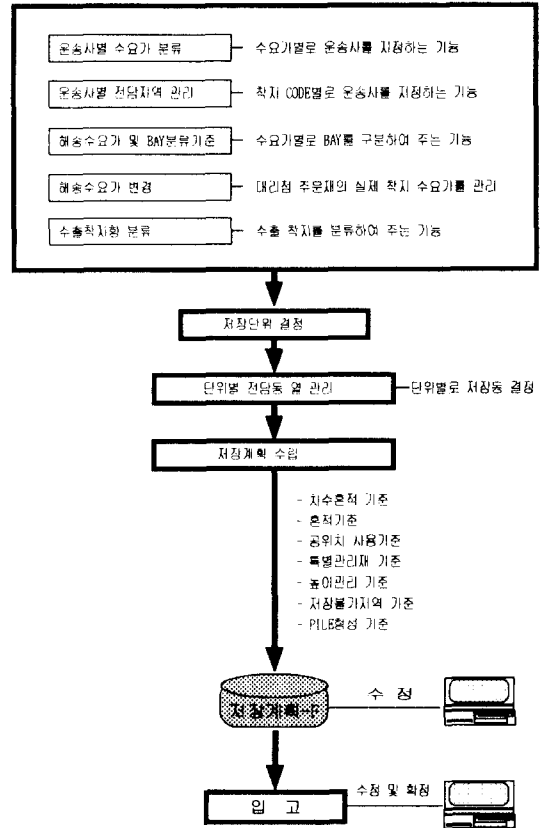 운송사별 수요가 분류 수요가별로 운송사를 지정하는 기능
운송사별 전담지역 관리 착지 CODE별로 운송사를 지정하는 기능
해송수요가 및 BAY분류기준 수요가별로 BAY를 구분하여 주는 기능
해송수요가 변경 대리점 주문재의 실제 착지 수요가를 관리
수출착지항 분류 수출 착지를 분류하여 주는 기능
저장단위 결정
단위별 전담동 열 관리 단위별로 저장동 결정
저장계획 수립
- 치수혼적 기준
- 혼적기준
- 공위치 사용기준
- 특별관리재 기준
- 높이관리 기준
- 저장불가지역 기준
- PILE형성 기준
저장계획 수 정
수정 및 확정
입 고